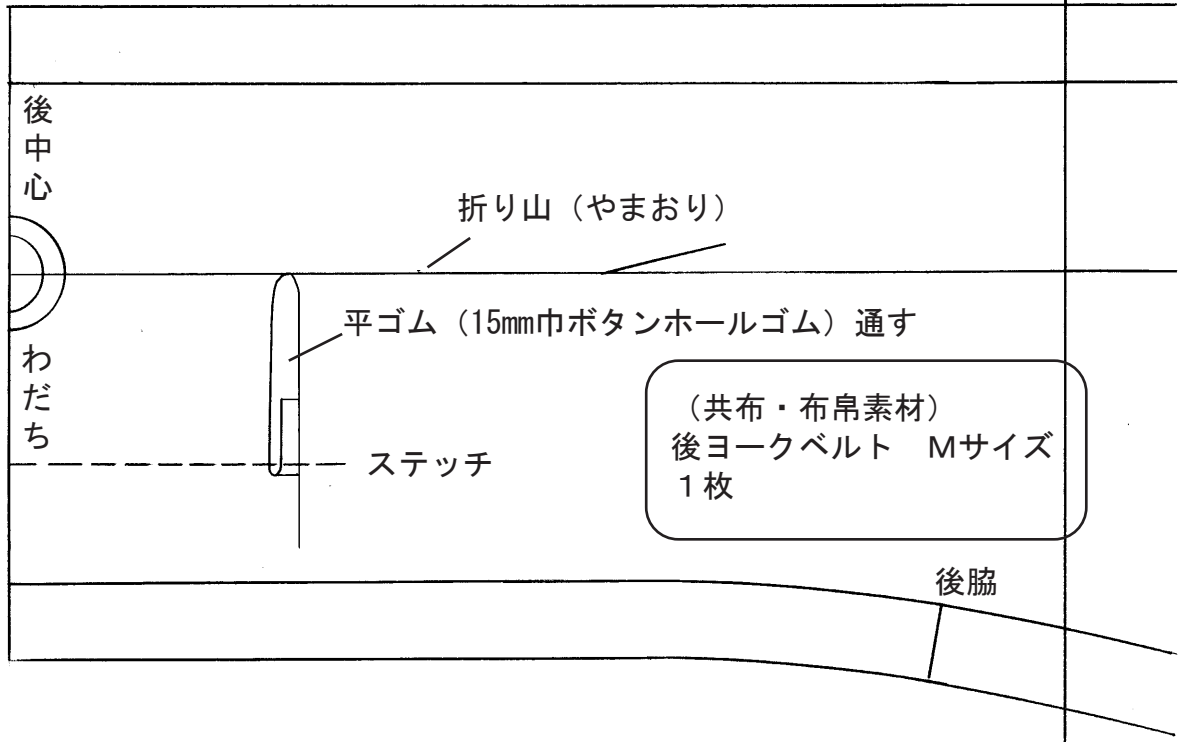 後中心
折り山（やまおり）
平ゴム（15mm巾ボタンホールゴム）通す
わだち
（共布・布帛素材）
後ヨークベルト　Mサイズ
１枚
ステッチ
後脇